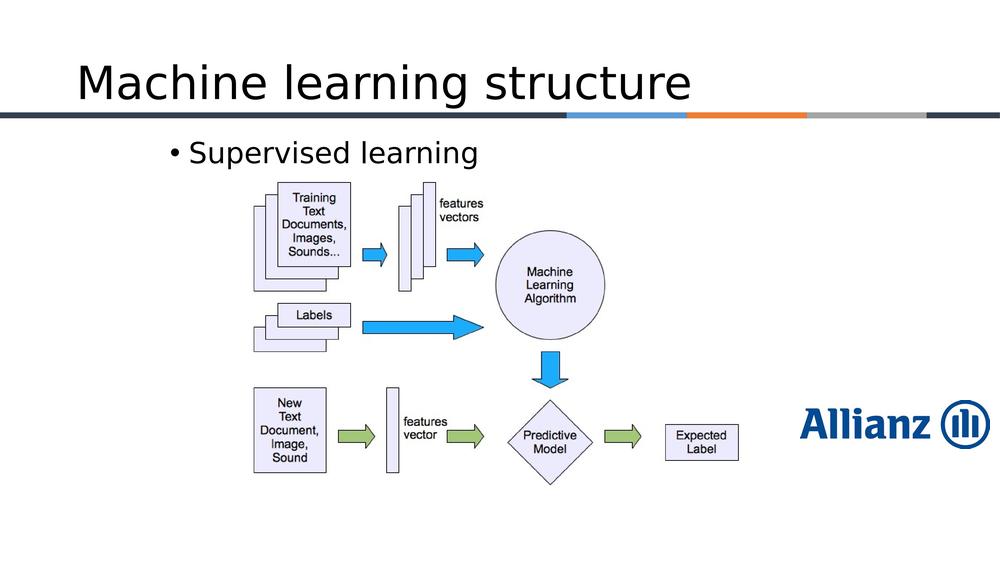 Machine learning structure
• Supervised learning
Training
Text
Documents,
Images,
Sounds...
features
vectors
Machine
Learning
Algorithm
Labels
New
Text
Document,
Image,
Sound
features
vector
Predictive
Model
Expected
Label
Allianz